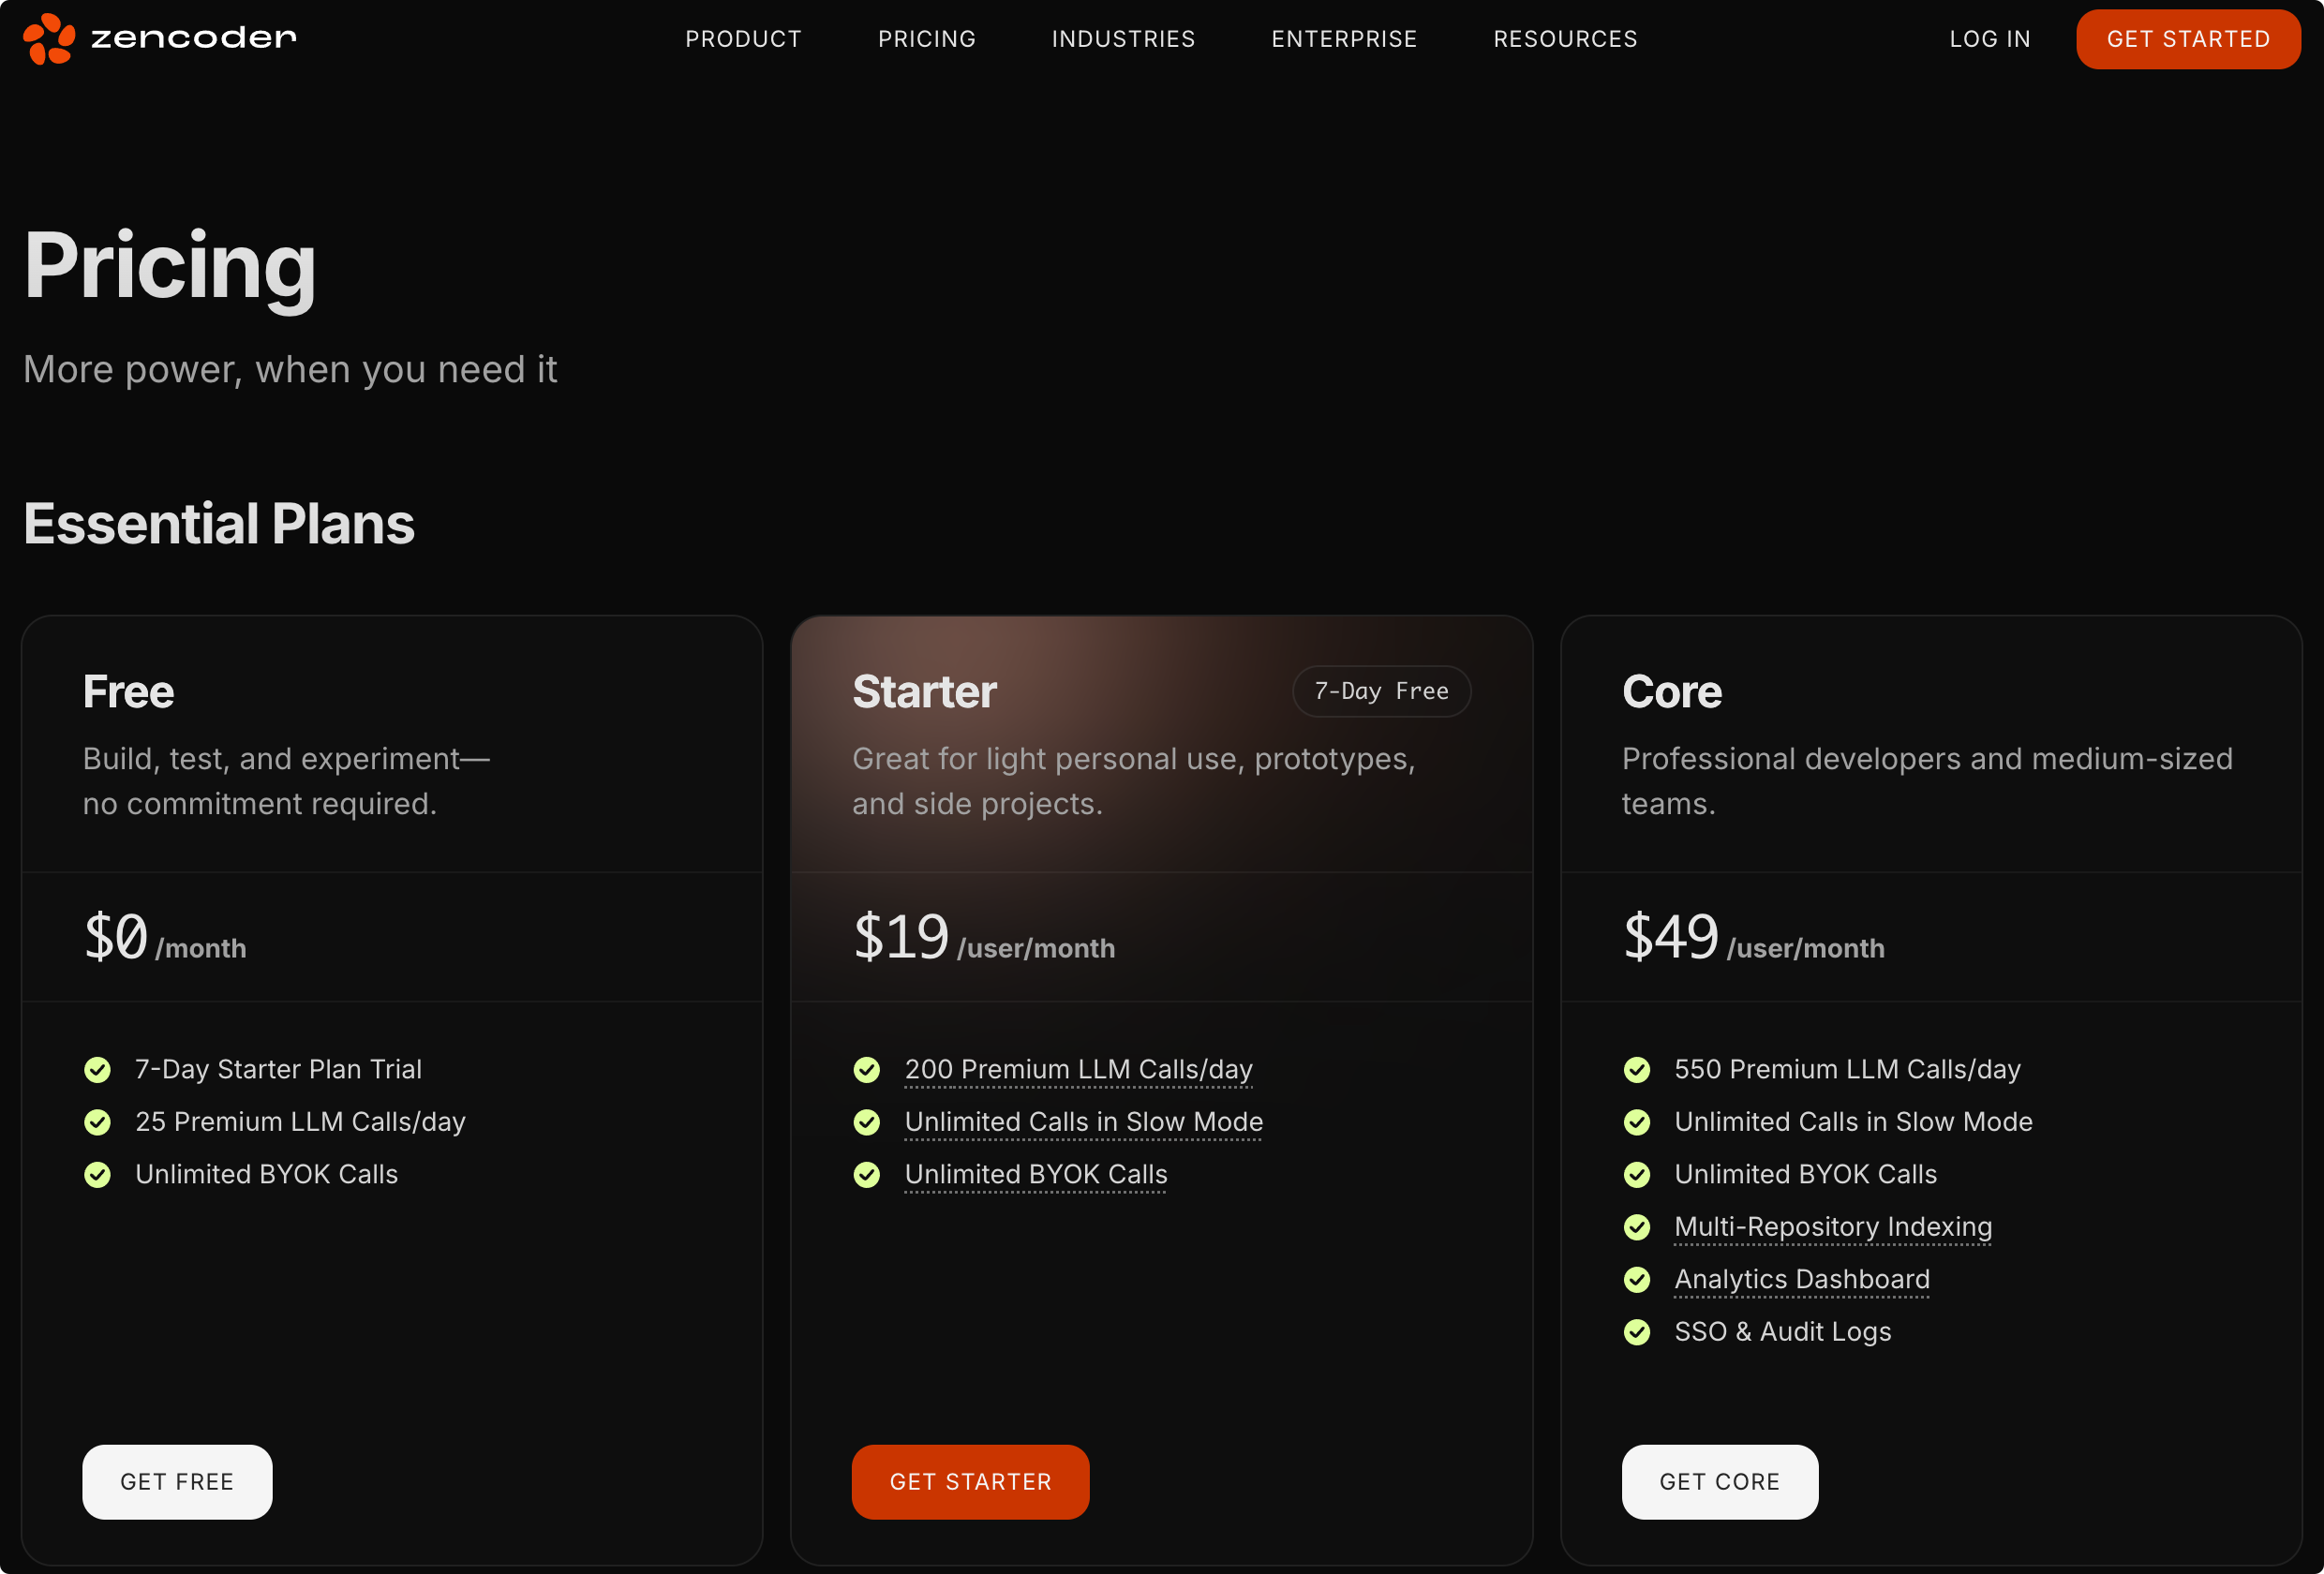 zencoder
PRODUCT
PRICING
INDUSTRIES
ENTERPRISE
RESOURCES
LOG IN
GET STARTED
Pricing
More power, when you need it
Essential Plans
Free
Build, test, and experiment—
no commitment required.
$0 /month
7-Day Starter Plan Trial
25 Premium LLM Calls/day
Unlimited BYOK Calls
GET FREE
Starter
7-Day Free
Great for light personal use, prototypes,
and side projects.
$19 /user/month
200 Premium LLM Calls/day
Unlimited Calls in Slow Mode
Unlimited BYOK Calls
GET STARTER
Core
Professional developers and medium-sized
teams.
$49 /user/month
550 Premium LLM Calls/day
Unlimited Calls in Slow Mode
Unlimited BYOK Calls
Multi-Repository Indexing
Analytics Dashboard
SSO & Audit Logs
GET CORE